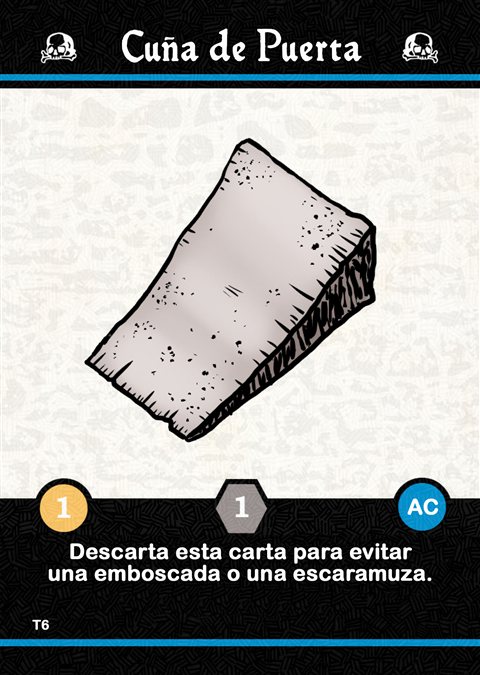 Cuña de Puerta
1
1
AC
Descarta esta carta para evitar
una emboscada o una escaramuza.
T6